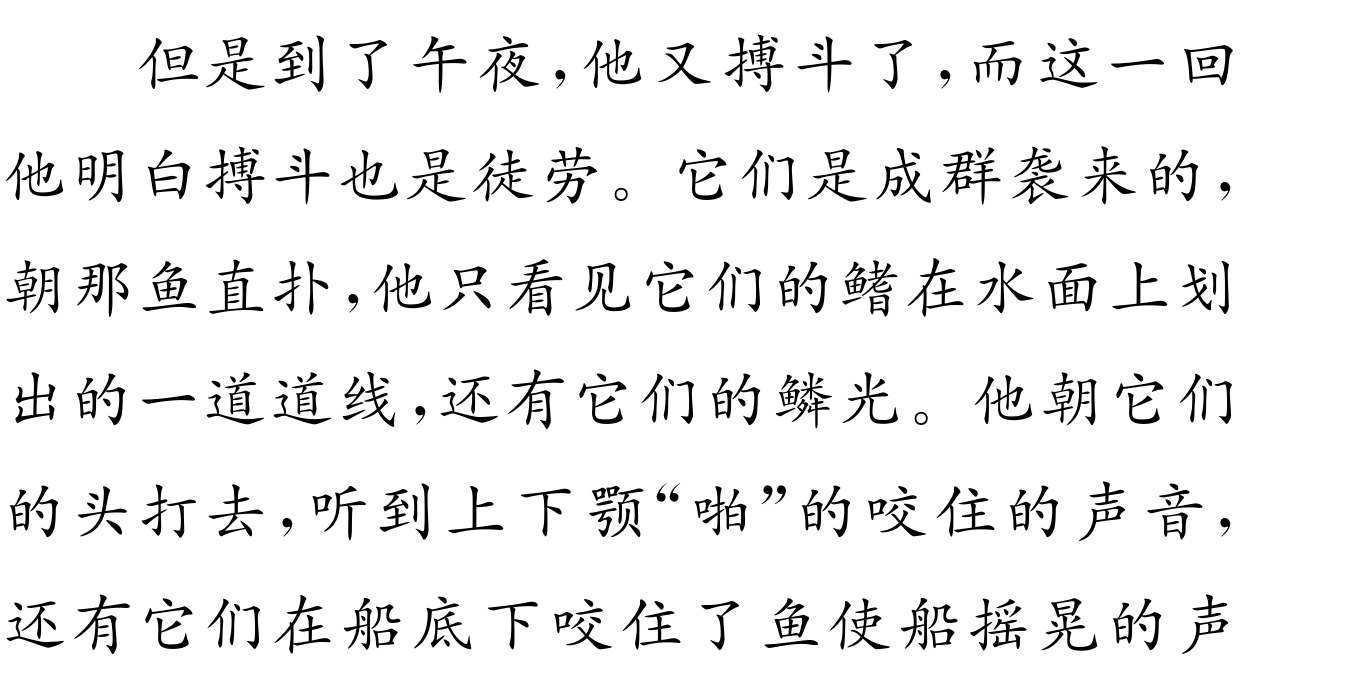 但是到了午夜,他又搏斗了,而这一回
他明白搏斗也是徒劳。它们是成群袭来的,
朝那鱼直扑,他只看见它们的鳍在水面上划
出的一道道线,还有它们的鳞光。他朝它们
的头打去,听到上下颚“啪”的咬住的声音,
还有它们在船底下咬住了鱼使船摇晃的声